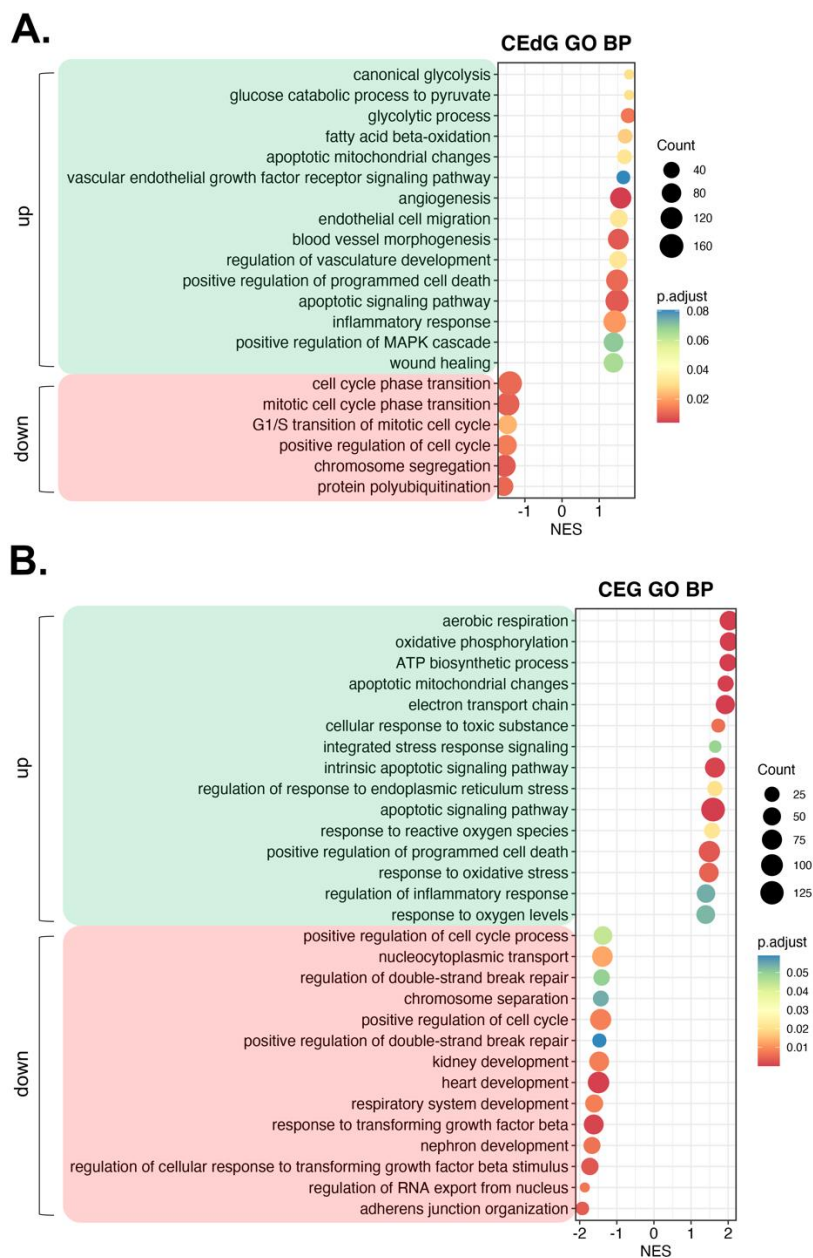 A.
CEdG GO BP
up
canonical glycolysis
glucose catabolic process to pyruvate
glycolytic process
fatty acid beta-oxidation
apoptotic mitochondrial changes
vascular endothelial growth factor receptor signaling pathway
angiogenesis
endothelial cell migration
blood vessel morphogenesis
regulation of vasculature development
positive regulation of programmed cell death
apoptotic signaling pathway
inflammatory response
positive regulation of MAPK cascade
wound healing
down
cell cycle phase transition
mitotic cell cycle phase transition
G1/S transition of mitotic cell cycle
positive regulation of cell cycle
chromosome segregation
protein polyubiquitination
-1 0 1
NES
Count
40
80
120
160
p.adjust
0.08
0.06
0.04
0.02
B.
CEG GO BP
up
aerobic respiration
oxidative phosphorylation
ATP biosynthetic process
apoptotic mitochondrial changes
electron transport chain
cellular response to toxic substance
integrated stress response signaling
intrinsic apoptotic signaling pathway
regulation of response to endoplasmic reticulum stress
apoptotic signaling pathway
response to reactive oxygen species
positive regulation of programmed cell death
response to oxidative stress
regulation of inflammatory response
response to oxygen levels
down
positive regulation of cell cycle process
nucleocytoplasmic transport
regulation of double-strand break repair
chromosome separation
positive regulation of cell cycle
positive regulation of double-strand break repair
kidney development
heart development
respiratory system development
response to transforming growth factor beta
nephron development
regulation of cellular response to transforming growth factor beta stimulus
regulation of RNA export from nucleus
adherens junction organization
-2 -1 0 1 2
NES
Count
25
50
75
100
125
p.adjust
0.05
0.04
0.03
0.02
0.01